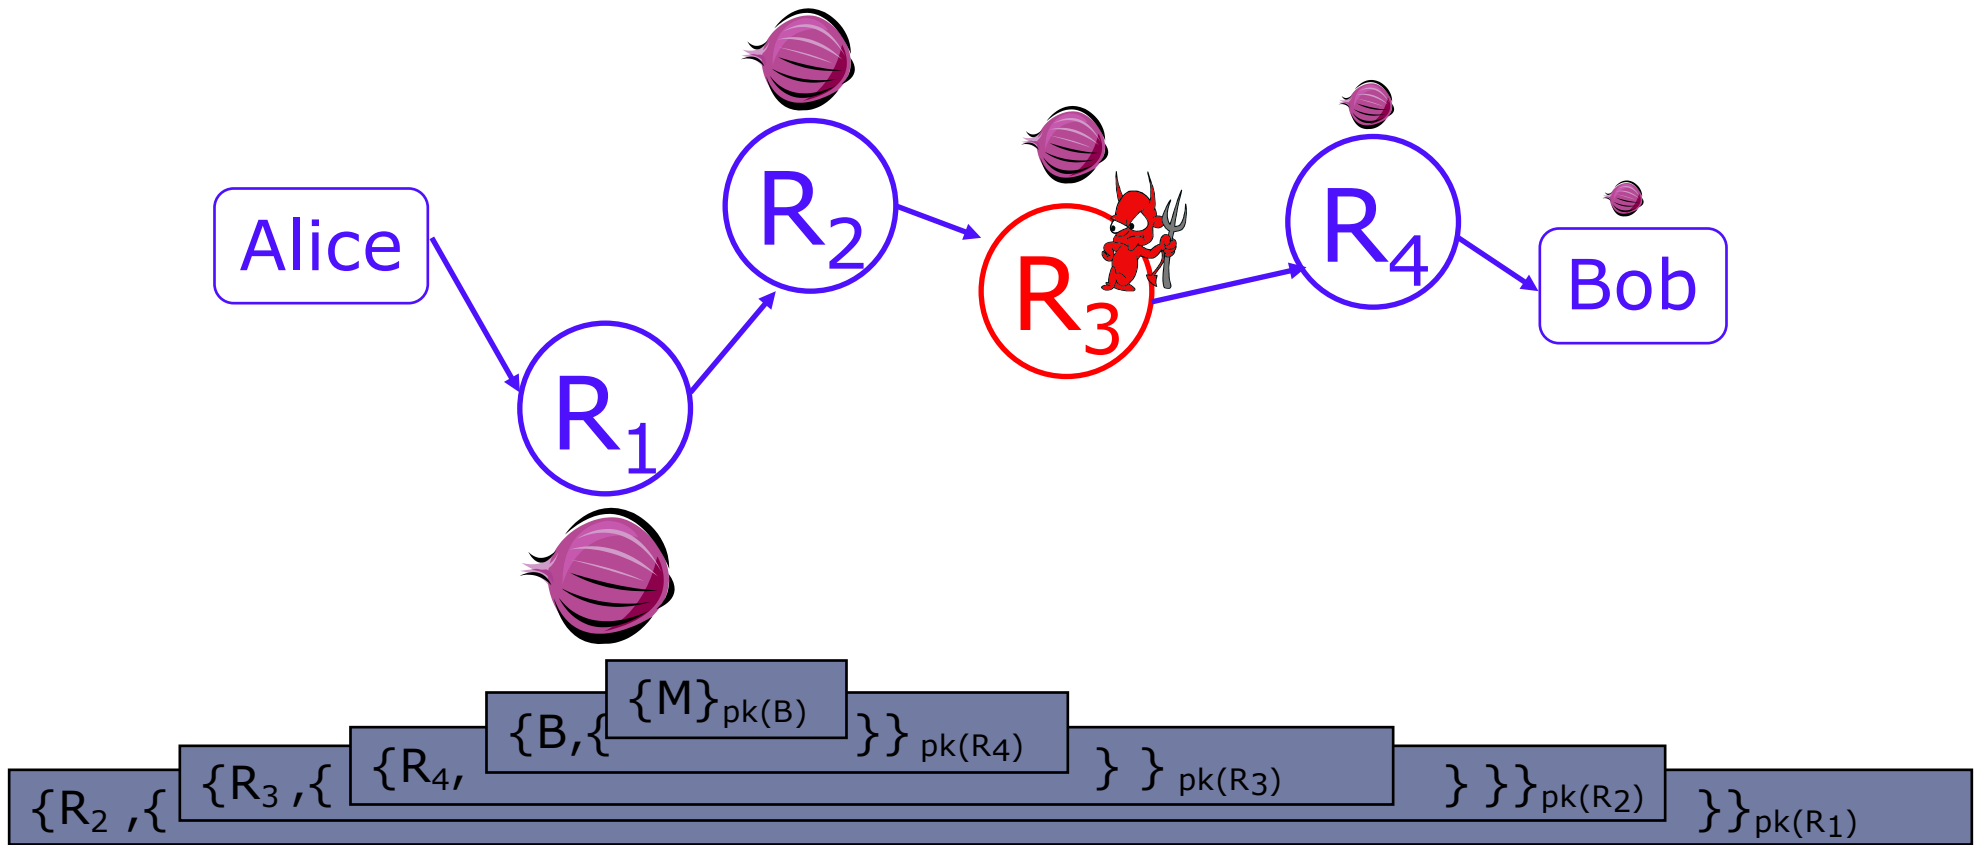 R₂
Alice
R₃
R₄
Bob
R₁
{M}pk(B)
{B,{ }} pk(R4)
{R4, } } pk(R3)
{R3 ,{ } }}pk(R2)
{R2 ,{ }}pk(R1)